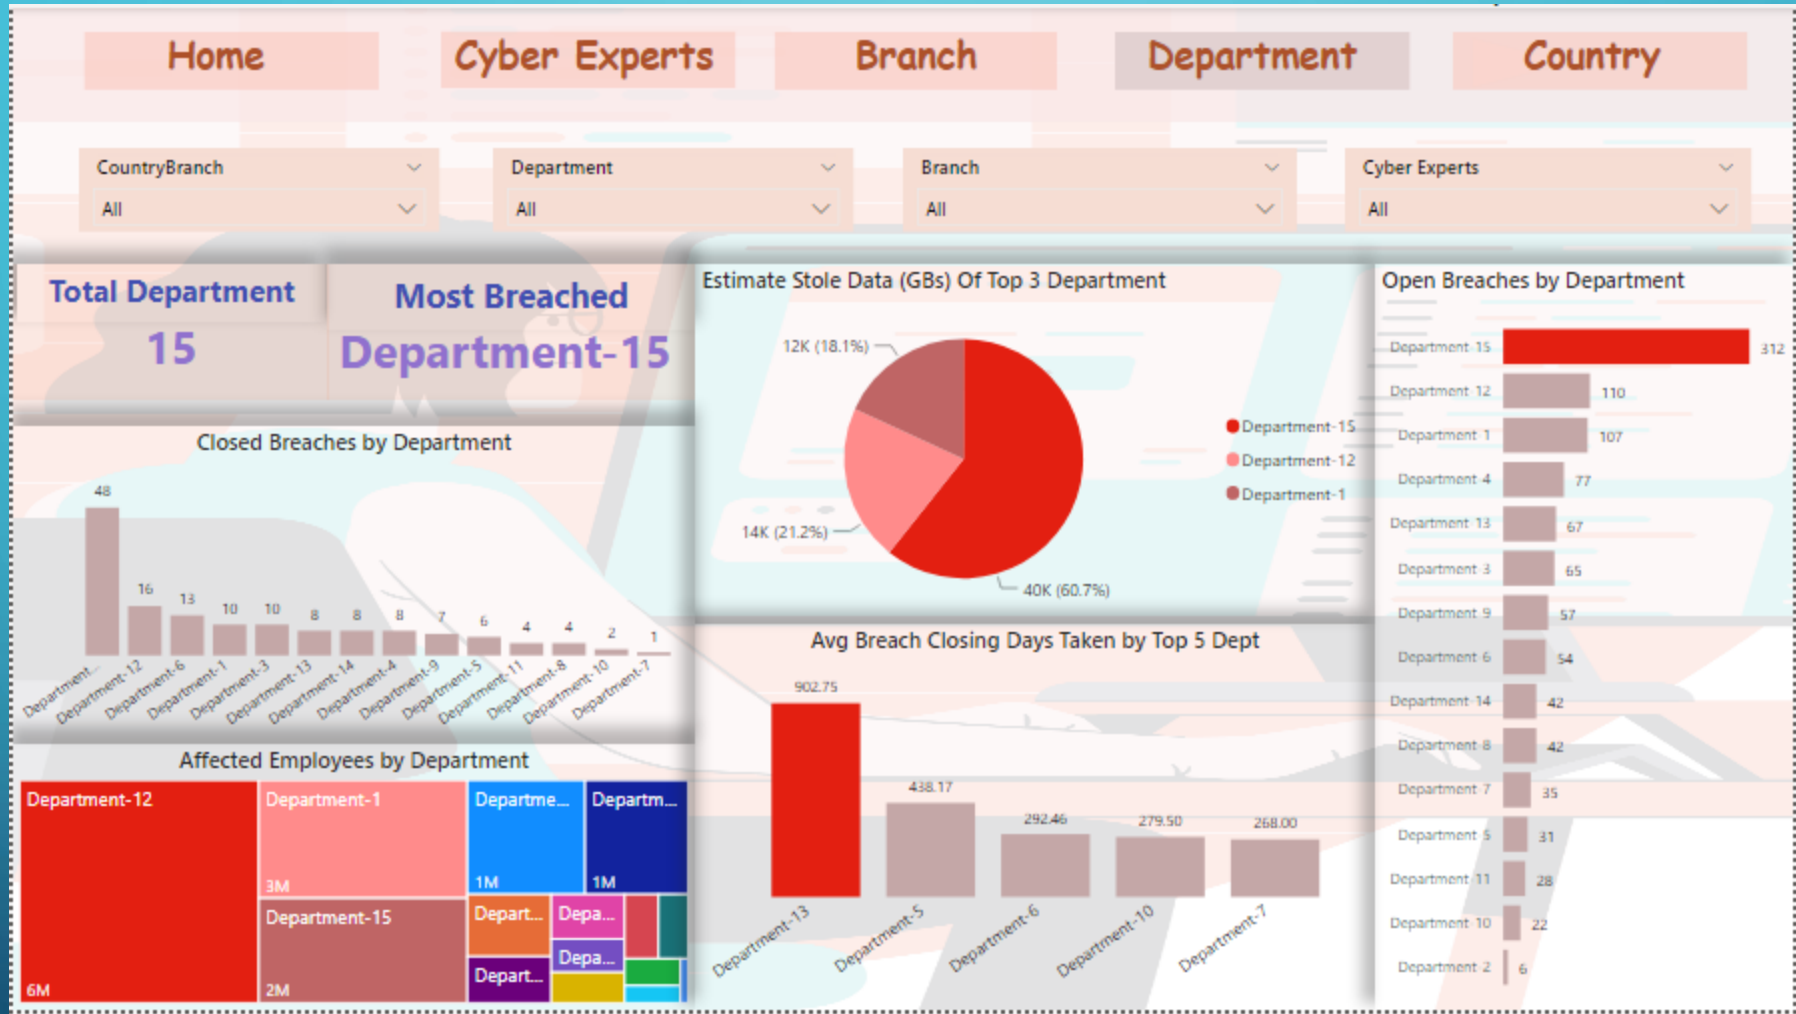 Home
Cyber Experts
Branch
Department
Country
CountryBranch
All
Department
All
Branch
All
Cyber Experts
All
Total Department
15
Most Breached
Department-15
Closed Breaches by Department
48
16
13
10
10
8
8
8
7
6
4
4
2
1
Department...
Department-12
Department-6
Department-1
Department-3
Department-13
Department-14
Department-4
Department-9
Department-5
Department-11
Department-8
Department-10
Department-7
Affected Employees by Department
Department-12
6M
Department-1
3M
Department-15
2M
Departme...
1M
Departm...
1M
Depart...
Depart...
Depa...
Depa...
Estimate Stole Data (GBs) Of Top 3 Department
12K (18.1%)
14K (21.2%)
40K (60.7%)
Department-15
Department-12
Department-1
Avg Breach Closing Days Taken by Top 5 Dept
902.75
438.17
292.46
279.50
268.00
Department-13
Department-5
Department-6
Department-10
Department-7
Open Breaches by Department
Department-15 312
Department-12 110
Department-1 107
Department-4 77
Department-13 67
Department-3 65
Department-9 57
Department-6 54
Department-14 42
Department-8 42
Department-7 35
Department-5 31
Department-11 28
Department-10 22
Department-2 6